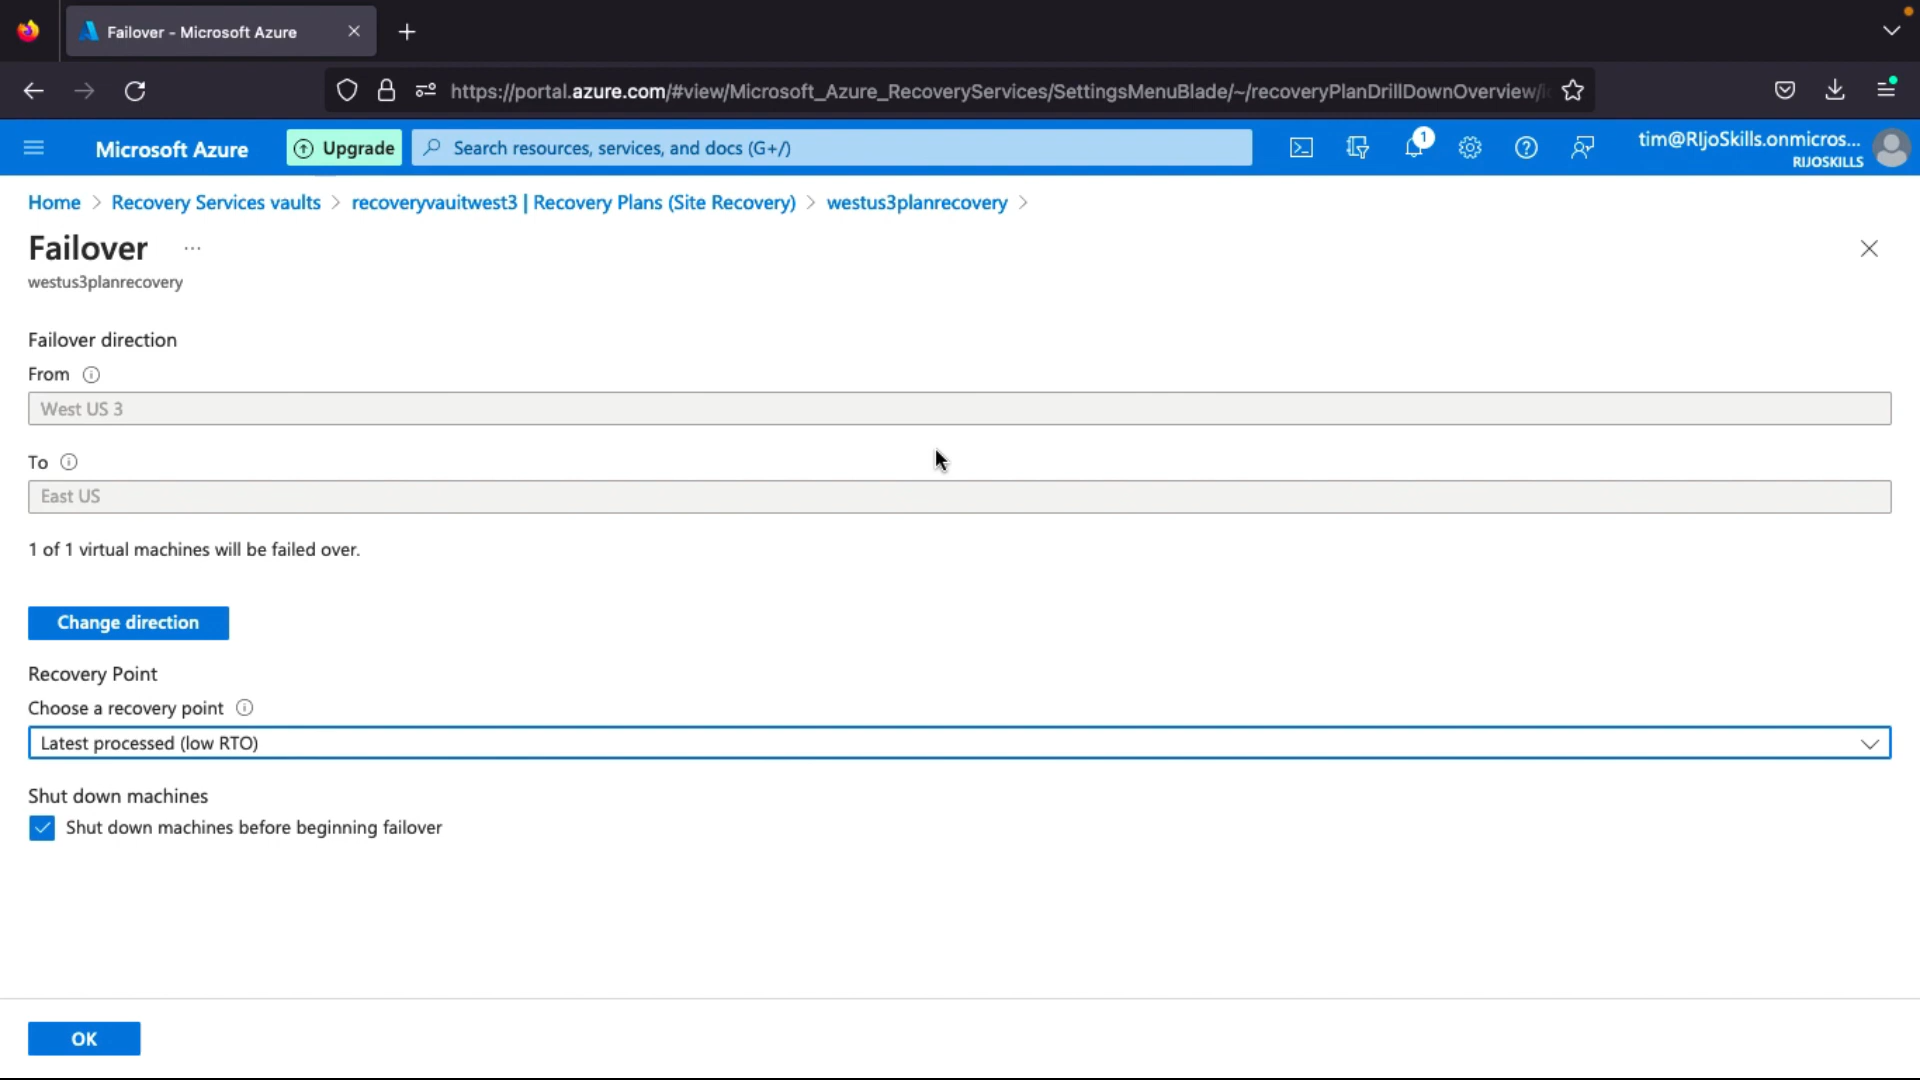 Failover - Microsoft Azure
https://portal.azure.com/#view/Microsoft_Azure_RecoveryServices/SettingsMenuBlade/~/recoveryPlanDrillDownOverview/
Microsoft Azure
Upgrade
Search resources, services, and docs (G+/)
1
tim@RIjoSkills.onmicros...
RIJOSKILLS
Home > Recovery Services vaults > recoveryvauitwest3 | Recovery Plans (Site Recovery) > westus3planrecovery >
Failover ...
westus3planrecovery
Failover direction
From
West US 3
To
East US
1 of 1 virtual machines will be failed over.
Change direction
Recovery Point
Choose a recovery point
Latest processed (low RTO)
Shut down machines
Shut down machines before beginning failover
OK